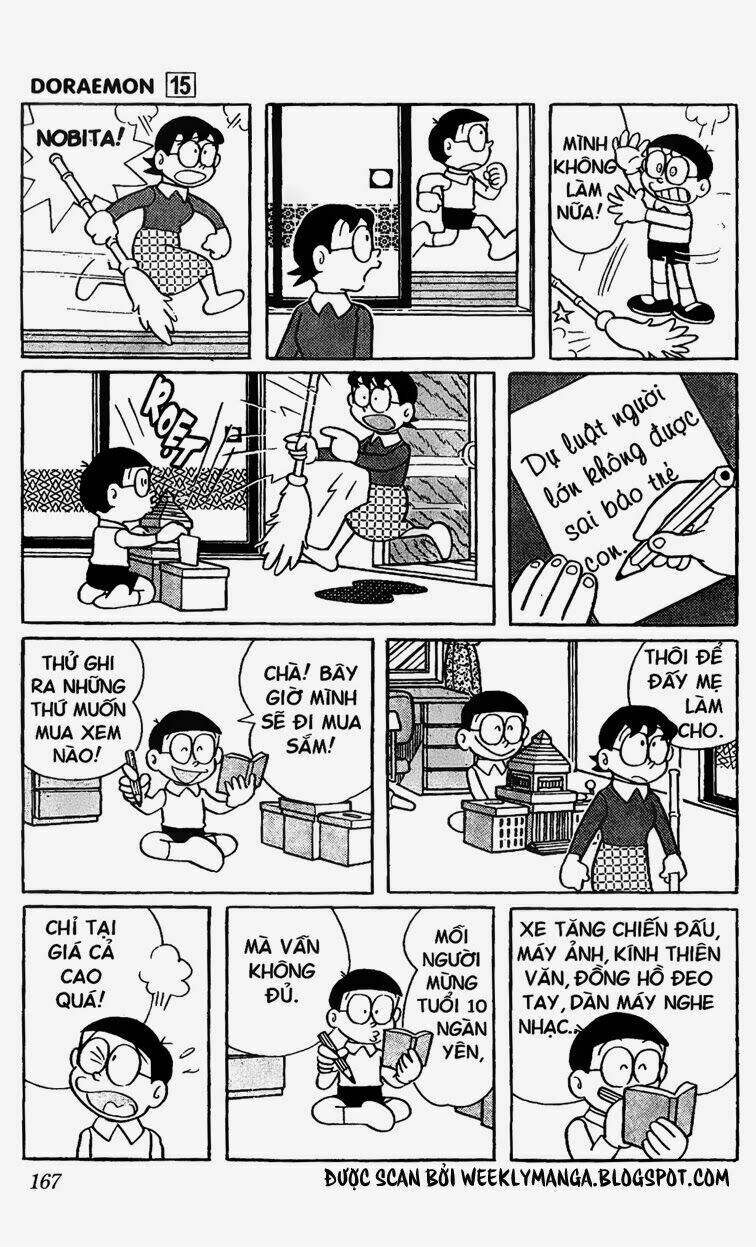 DORAEMON 15
MÌNH
KHÔNG
LÀM
NỮA!
NOBITA!
Dự luật người
lớn không được
sai bảo trẻ
con.
ROẸT
THÔI ĐỂ
ĐẤY MẸ
LÀM
CHO.
CHÀ! BÂY
GIỜ MÌNH
SẼ ĐI MUA
SẮM!
THỬ GHI
RA NHỮNG
THỨ MUỐN
MUA XEM
NÀO!
XE TĂNG CHIẾN ĐẤU,
MÁY ẢNH, KÍNH THIÊN
VĂN, ĐỒNG HỒ ĐEO
TAY, DÀN MÁY NGHE
NHẠC..
MỖI
NGƯỜI
MỪNG
TUỔI 10
NGÀN
YÊN,
MÀ VẪN
KHÔNG
ĐỦ.
CHỈ TẠI
GIÁ CẢ
CAO
QUÁ!
167
ĐƯỢC SCAN BỞI WEEKLYMANGA.BLOGSPOT.COM